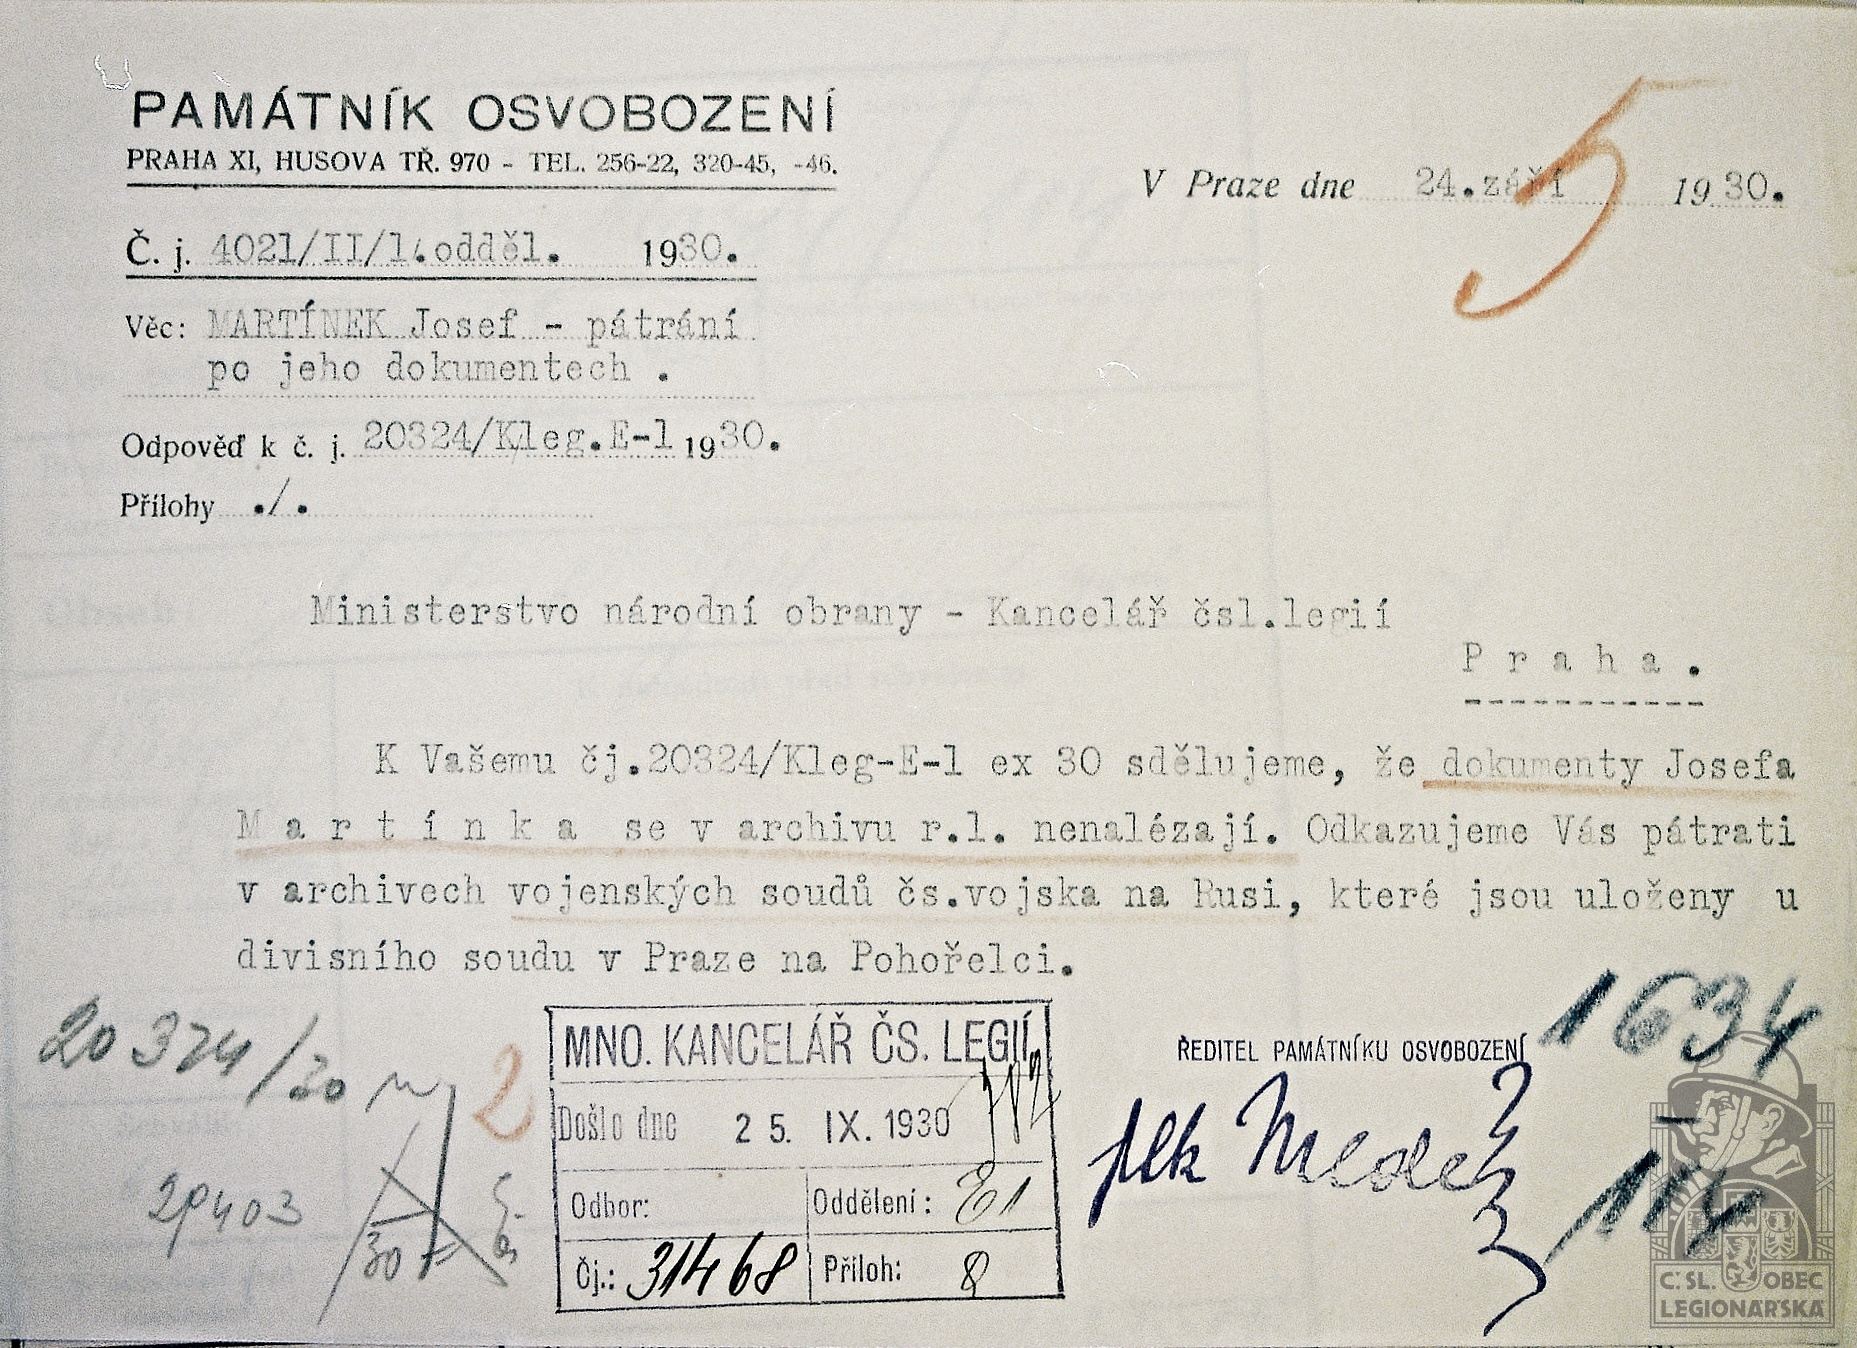 PAMÁTNÍK OSVOBOZENÍ
PRAHA XI, HUSOVA TŘ. 970 - TEL. 256-22, 320-45, -46.
V Praze dne 24.září 1930.
5
Č. j. 4021/II/1.odděl. 1930.
Věc: MARTÍNEK Josef - pátrání
po jeho dokumentech .
Odpověď k č. j. 20324/Kleg.E-1 1930.
Přílohy ./.
Ministerstvo národní obrany - Kancelář čsl.legií
P r a h a .
K Vašemu čj.20324/Kleg-E-1 ex 30 sdělujeme, že dokumenty Josefa
M a r t í n k a se v archivu r.l. nenalézají. Odkazujeme Vás pátrati
v archivech vojenských soudů čs.vojska na Rusi, které jsou uloženy u
divisního soudu v Praze na Pohořelci.
20324/30
2
29403
30
MNO. KANCELÁŘ ČS. LEGIÍ
Došlo dne 25. IX. 1930
Odbor: Oddělení: E1
Čj.: 31468 Příloh:
ŘEDITEL PAMÁTNÍKU OSVOBOZENÍ
plk Medek
1634
114
Č. SL. OBEC
LEGIONÁŘSKÁ